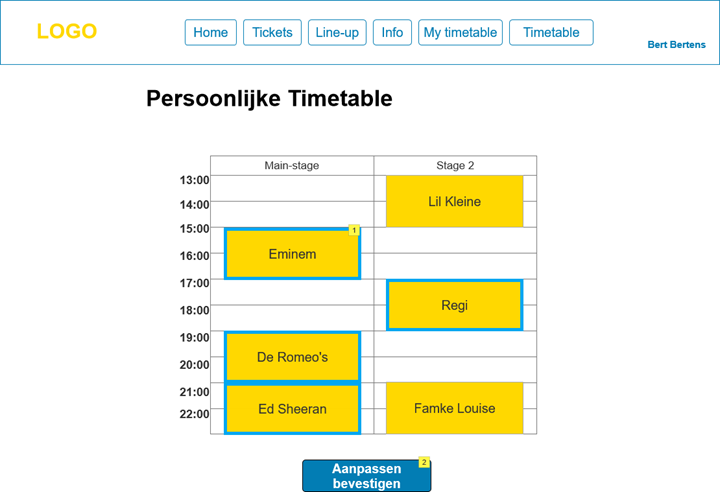 LOGO
Home Tickets Line-up Info My timetable Timetable
Bert Bertens
Persoonlijke Timetable
Main-stage Stage 2
13:00
Lil Kleine
14:00
15:00
1
Eminem
16:00
17:00
Regi
18:00
19:00
De Romeo's
20:00
21:00
Ed Sheeran Famke Louise
22:00
2
Aanpassen
bevestigen